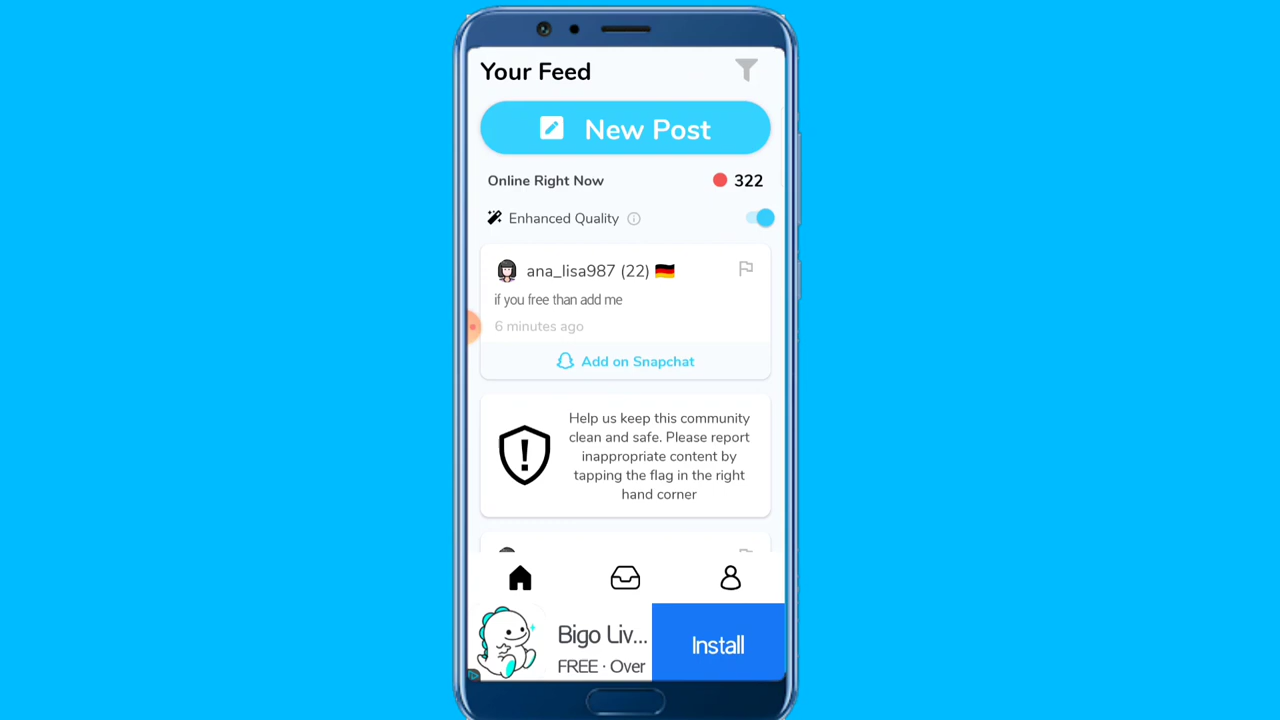 Your Feed
New Post
Online Right Now 322
Enhanced Quality
ana_lisa987 (22)
if you free than add me
6 minutes ago
Add on Snapchat
Help us keep this community
clean and safe. Please report
inappropriate content by
tapping the flag in the right
hand corner
Bigo Liv...
FREE · Over
Install